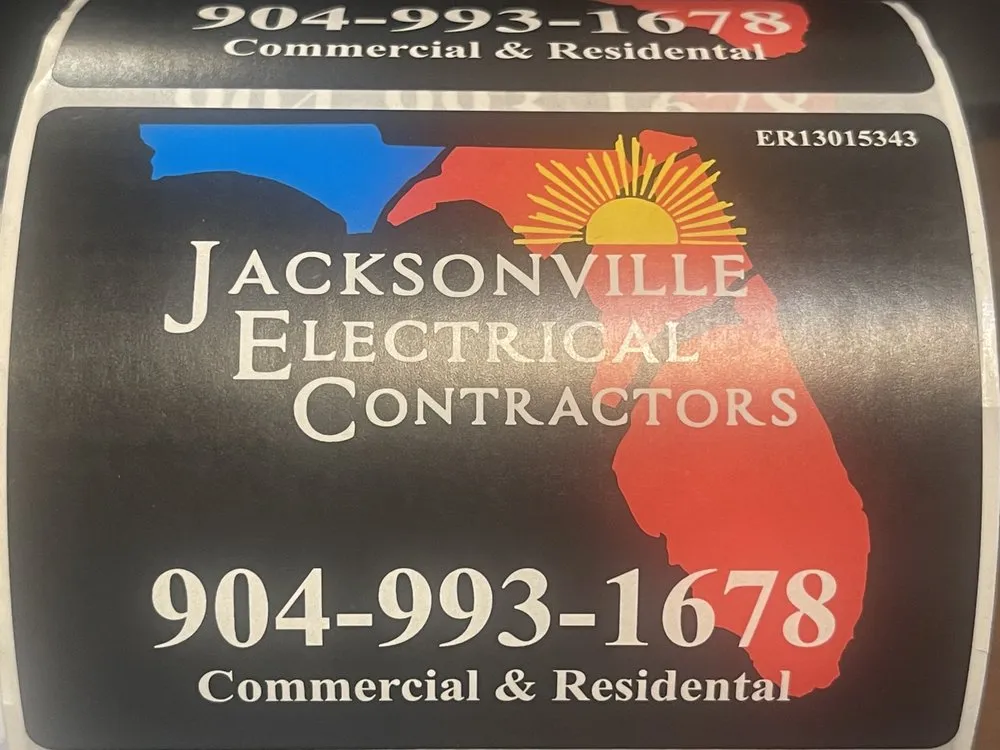 904-993-1678
Commercial & Residental
ER13015343
JACKSONVILLE
ELECTRICAL
CONTRACTORS
904-993-1678
Commercial & Residental